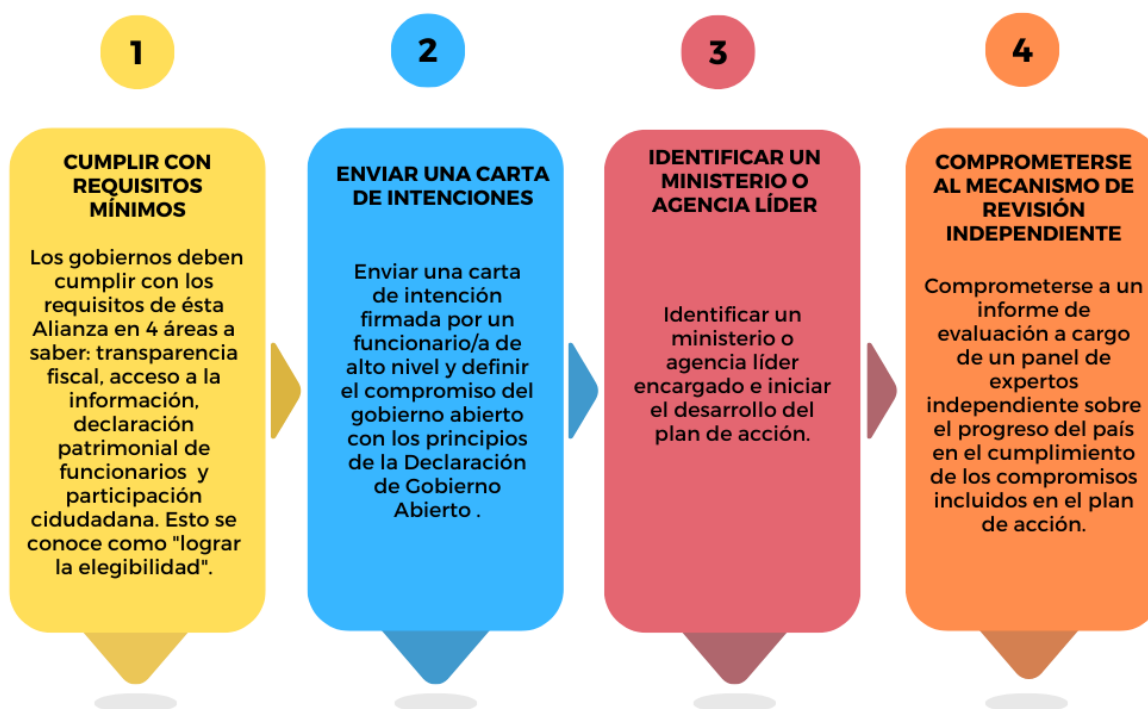 1
CUMPLIR CON
REQUISITOS
MÍNIMOS
Los gobiernos deben
cumplir con los
requisitos de ésta
Alianza en 4 áreas a
saber: transparencia
fiscal, acceso a la
información,
declaración
patrimonial de
funcionarios y
participación
cidudadana. Esto se
conoce como "lograr
la elegibilidad".
2
ENVIAR UNA CARTA
DE INTENCIONES
Enviar una carta
de intención
firmada por un
funcionario/a de
alto nivel y definir
el compromiso del
gobierno abierto
con los principios
de la Declaración
de Gobierno
Abierto .
3
IDENTIFICAR UN
MINISTERIO O
AGENCIA LÍDER
Identificar un
ministerio o
agencia líder
encargado e iniciar
el desarrollo del
plan de acción.
4
COMPROMETERSE
AL MECANISMO DE
REVISIÓN
INDEPENDIENTE
Comprometerse a un
informe de
evaluación a cargo
de un panel de
expertos
independiente sobre
el progreso del país
en el cumplimiento
de los compromisos
incluidos en el plan
de acción.